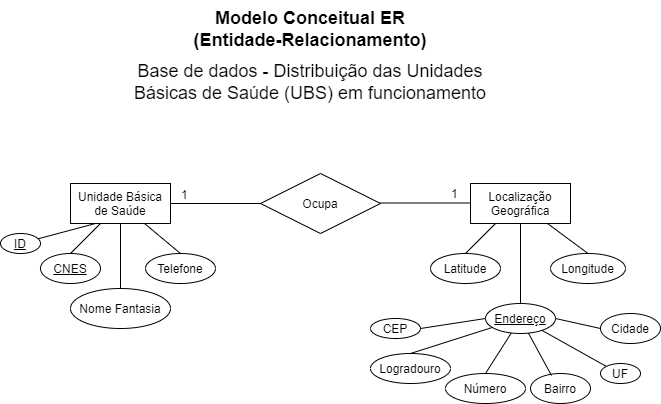 Modelo Conceitual ER
(Entidade-Relacionamento)
Base de dados - Distribuição das Unidades
Básicas de Saúde (UBS) em funcionamento
Unidade Básica
de Saúde
1
Ocupa
1
Localização
Geográfica
ID
CNES
Telefone
Nome Fantasia
Latitude
Longitude
Endereço
CEP
Cidade
Logradouro
Número
Bairro
UF